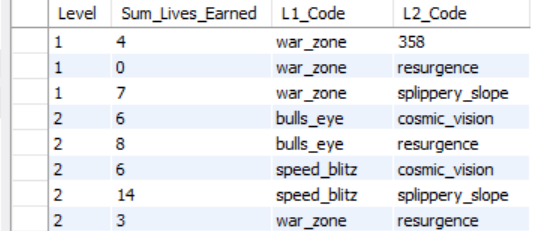 Level Sum_Lives_Earned L1_Code L2_Code
1 4 war_zone 358
1 0 war_zone resurgence
1 7 war_zone splippery_slope
2 6 bulls_eye cosmic_vision
2 8 bulls_eye resurgence
2 6 speed_blitz cosmic_vision
2 14 speed_blitz splippery_slope
2 3 war_zone resurgence